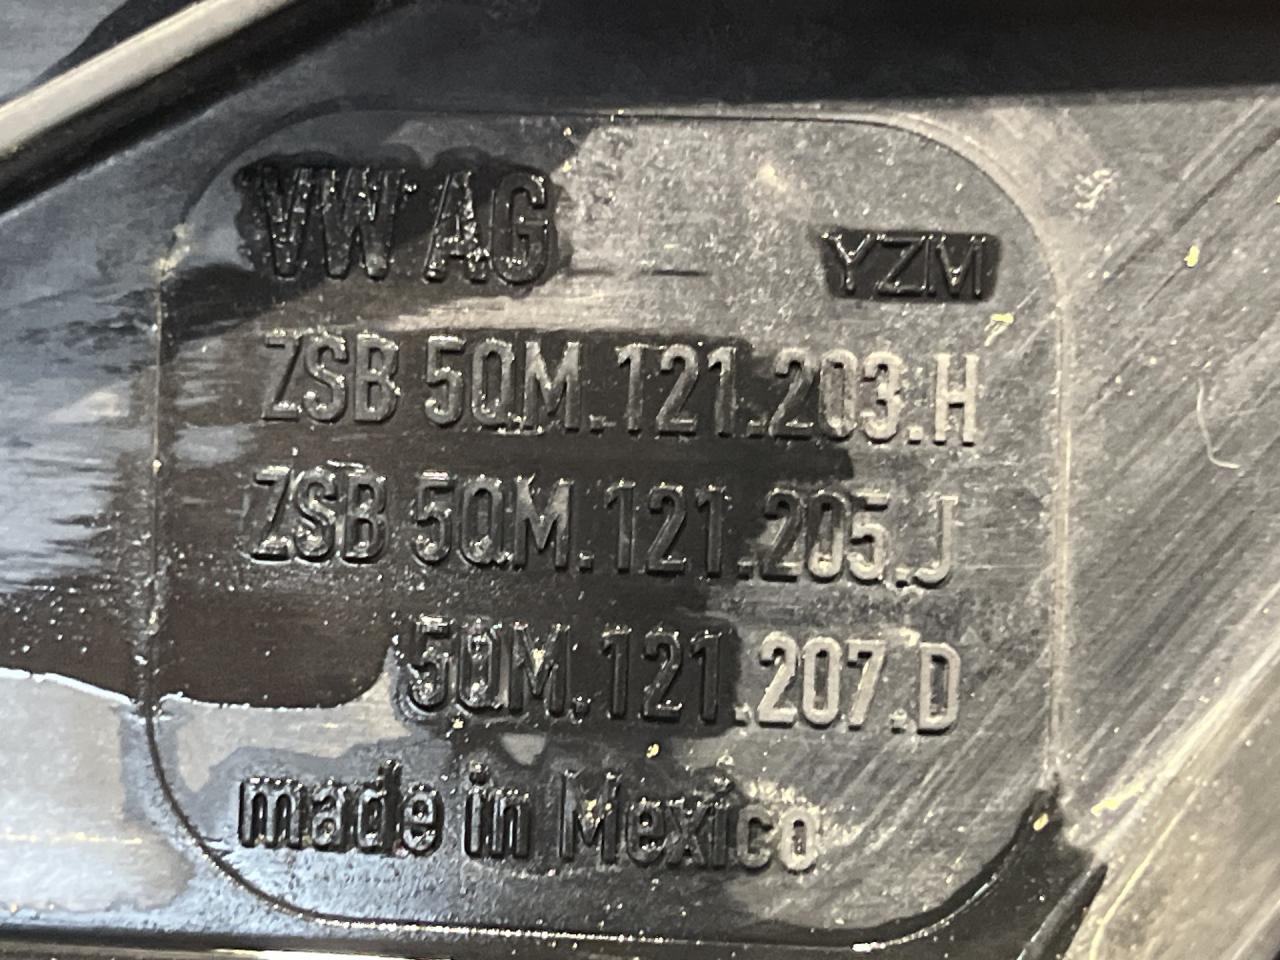 VW AG YZM
ZSB 5QM.121.203.H
ZSB 5QM.121.205.J
5QM.121.207.D
made in Mexico